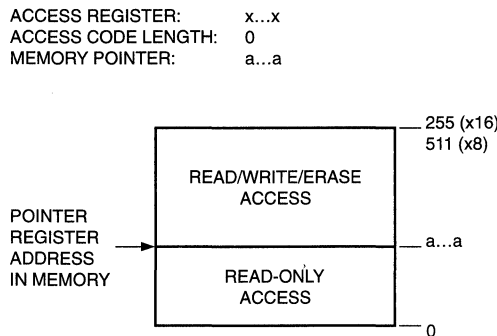 ACCESS REGISTER: x...x
ACCESS CODE LENGTH: 0
MEMORY POINTER: a...a
255 (x16)
511 (x8)
READ/WRITE/ERASE
ACCESS
POINTER
REGISTER
ADDRESS
IN MEMORY
a...a
READ-ONLY
ACCESS
0